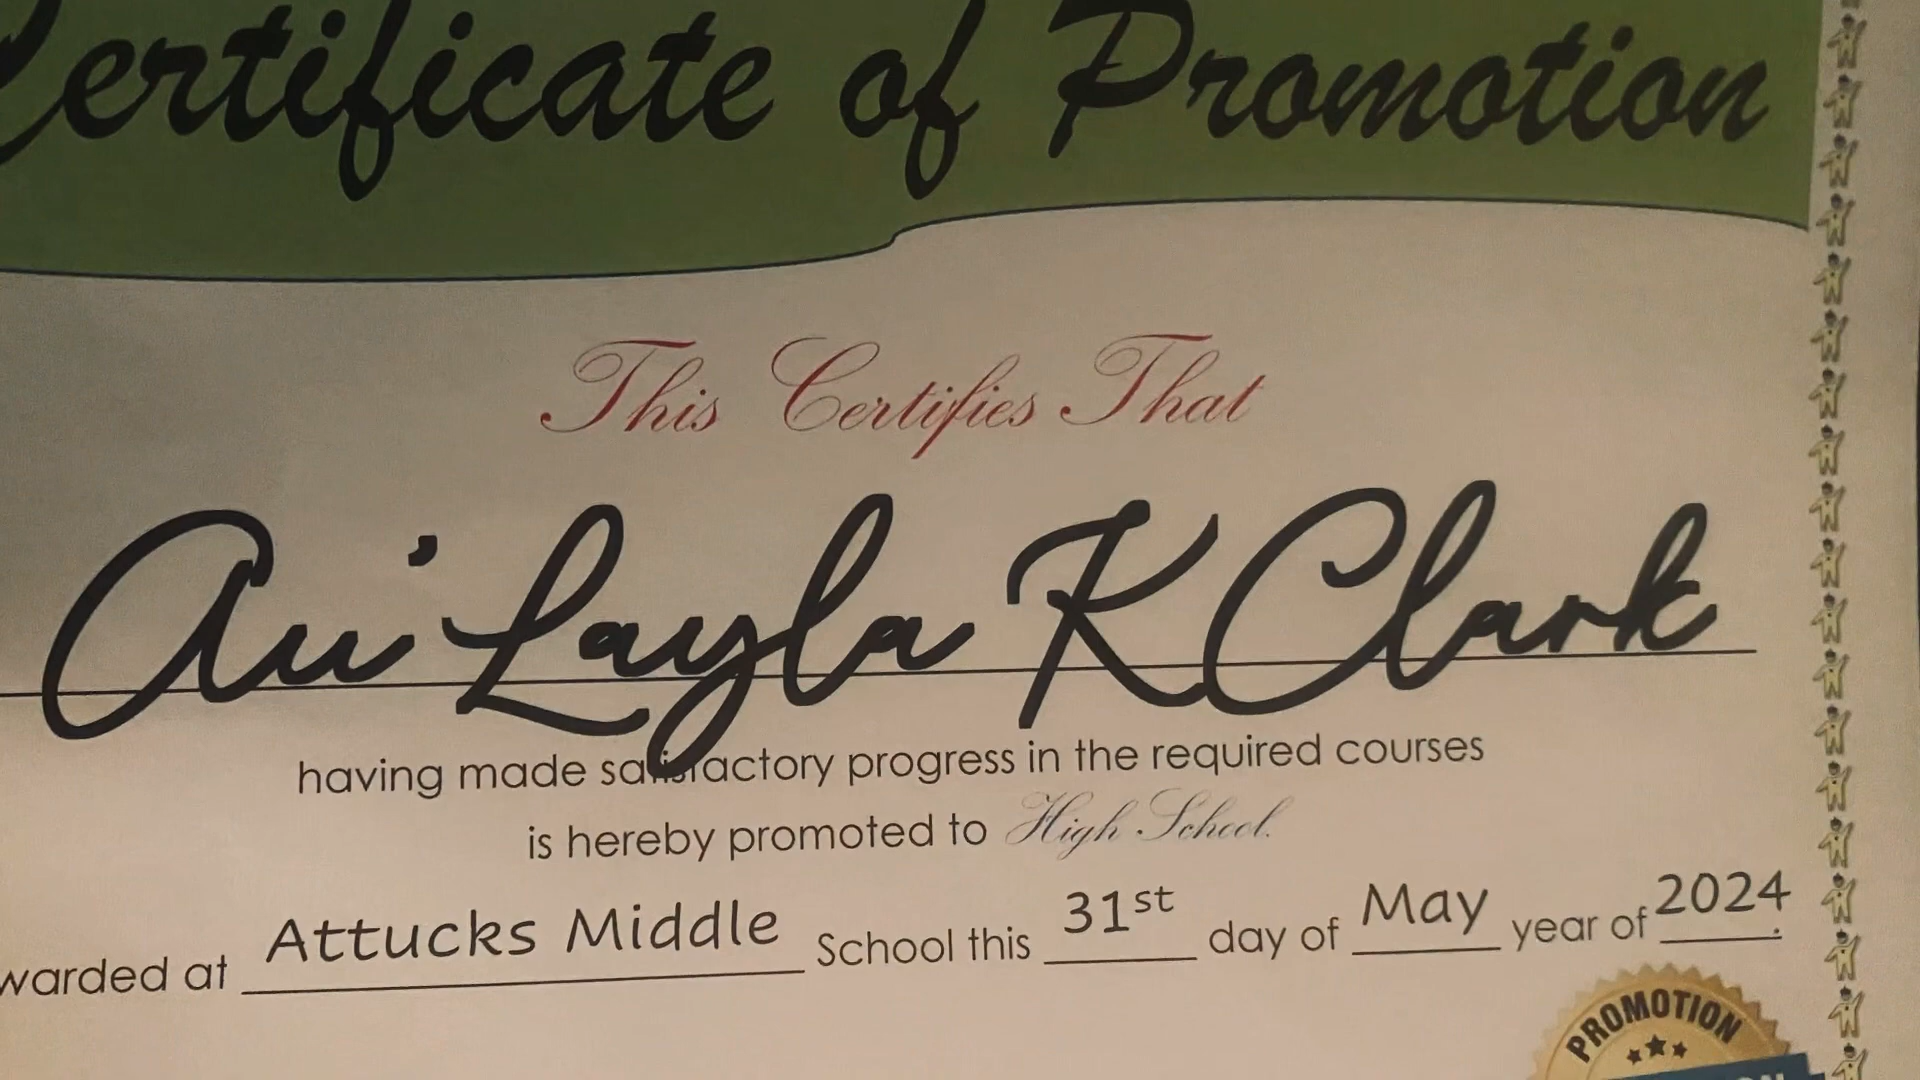 Certificate of Promotion
This Certifies That
Au'Layla K Clark
having made satisfactory progress in the required courses
is hereby promoted to High School.
warded at Attucks Middle School this 31st day of May year of 2024.
PROMOTION